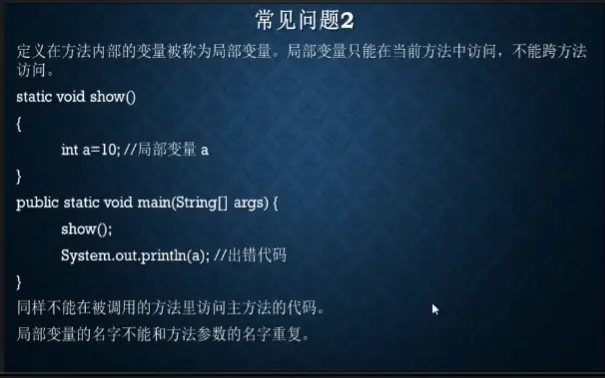 常见问题2
定义在方法内部的变量被称为局部变量。局部变量只能在当前方法中访问，不能跨方法
访问。
static void show()
{
int a=10; //局部变量 a
}
public static void main(String[] args) {
show();
System.out.println(a); //出错代码
}
同样不能在被调用的方法里访问主方法的代码。
局部变量的名字不能和方法参数的名字重复。